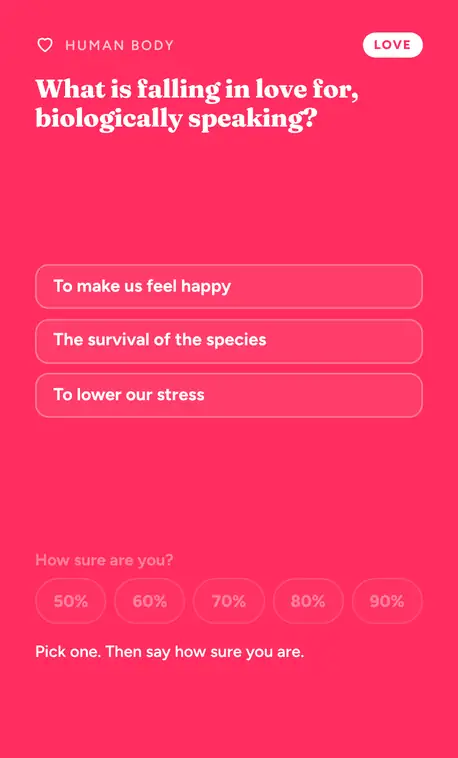 HUMAN BODY
LOVE
What is falling in love for,
biologically speaking?
To make us feel happy
The survival of the species
To lower our stress
How sure are you?
50% 60% 70% 80% 90%
Pick one. Then say how sure you are.